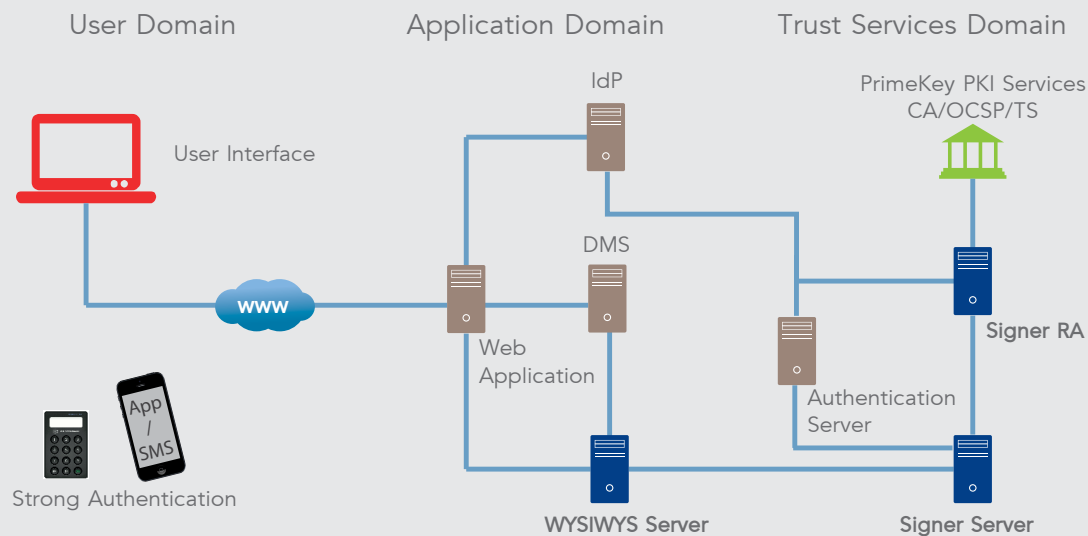 User Domain
Application Domain
Trust Services Domain
IdP
PrimeKey PKI Services
CA/OCSP/TS
User Interface
DMS
www
Signer RA
Web
Application
App
/
SMS
Authentication
Server
Strong Authentication
WYSIWYS Server
Signer Server